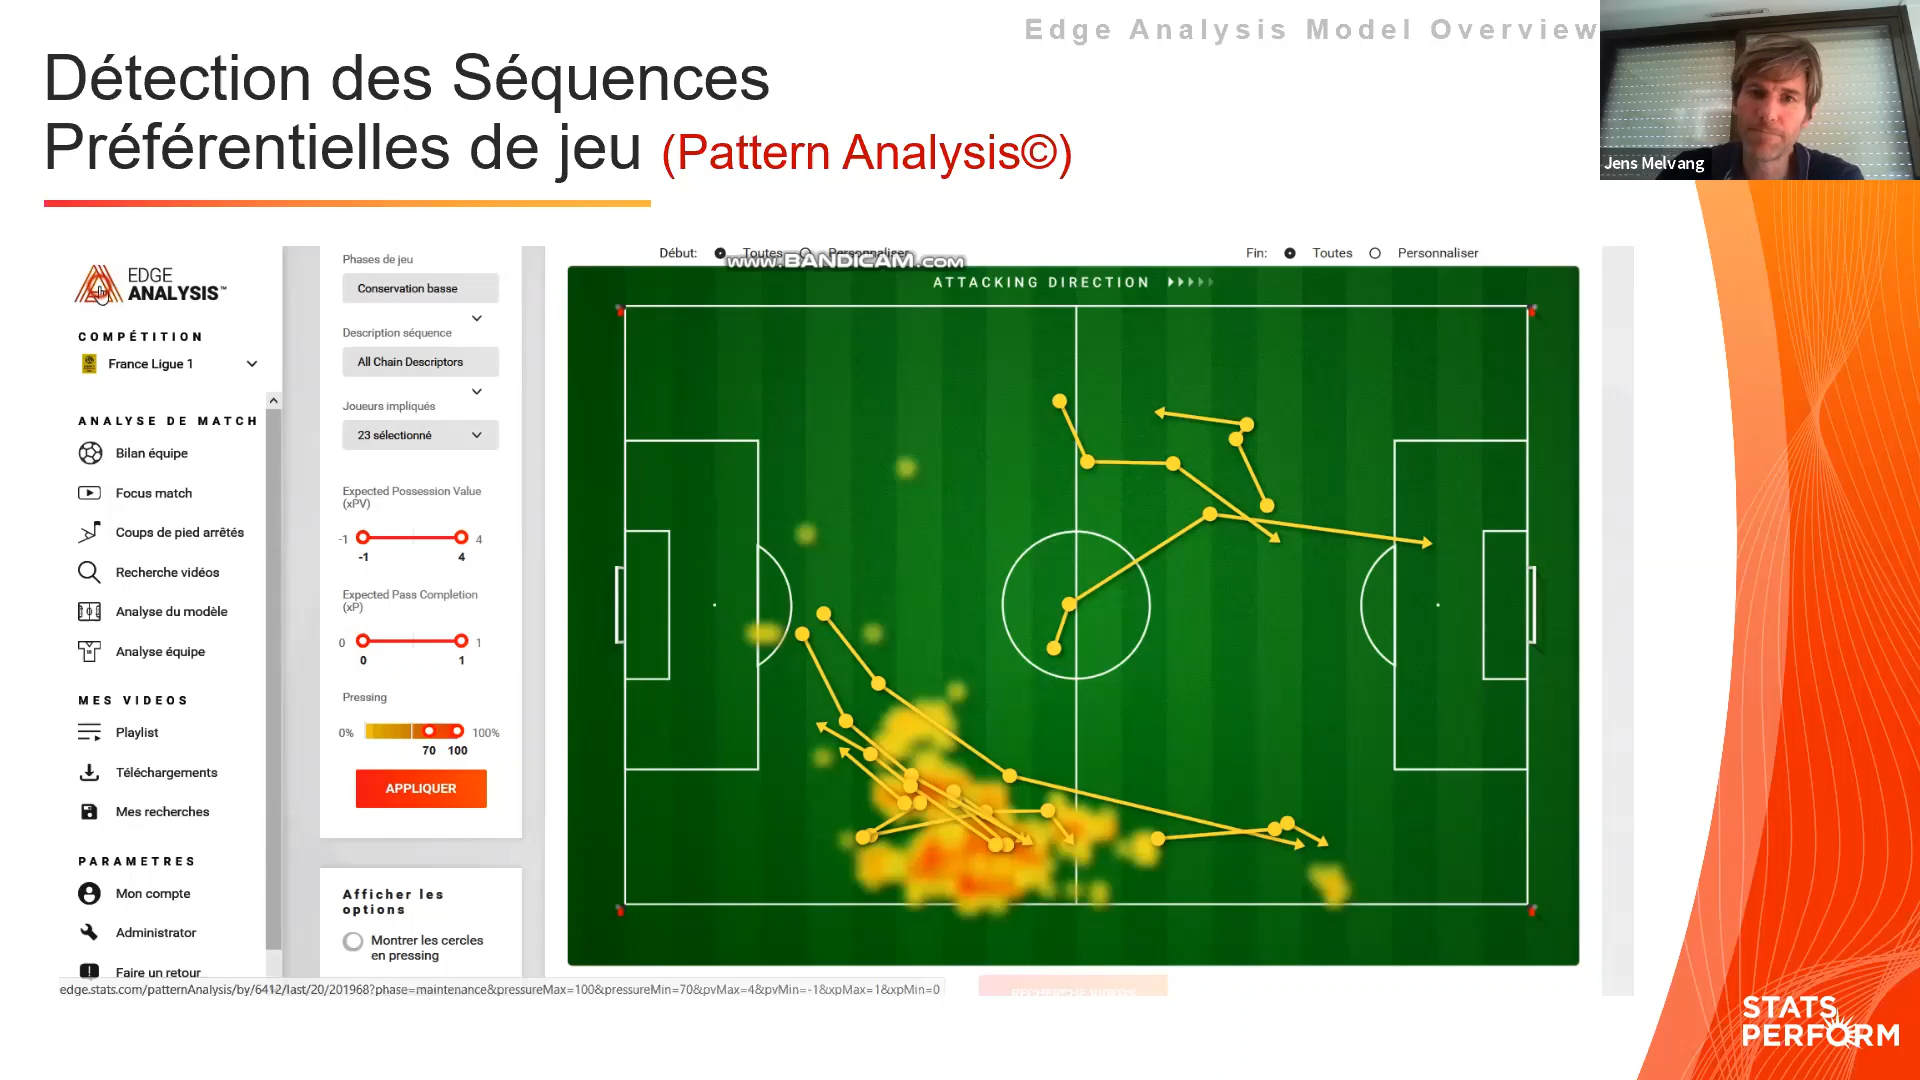 Edge Analysis Model Overview
Détection des Séquences
Préférentielles de jeu (Pattern Analysis©)
Jens Melvang
EDGE
ANALYSIS™
COMPÉTITION
France Ligue 1
ANALYSE DE MATCH
Bilan équipe
Focus match
Coups de pied arrêtés
Recherche vidéos
Analyse du modèle
Analyse équipe
MES VIDEOS
Playlist
Téléchargements
Mes recherches
PARAMETRES
Mon compte
Administrator
Faire un retour
Phases de jeu
Conservation basse
Description séquence
All Chain Descriptors
Joueurs impliqués
23 sélectionné
Expected Possession Value
(xPV)
-1 4
-1 4
Expected Pass Completion
(xP)
0 1
0 1
Pressing
0% 100%
70 100
APPLIQUER
Afficher les
options
Montrer les cercles
en pressing
Début: Toutes Personnaliser
www.BANDICAM.com
Fin: Toutes Personnaliser
ATTACKING DIRECTION
edge.stats.com/patternAnalysis/by/6412/last/20/201968?phase=maintenance&pressureMax=100&pressureMin=70&pvMax=4&pvMin=-1&xpMax=1&xpMin=0
RECHERCHE VIDEOS
STATS
PERFORM